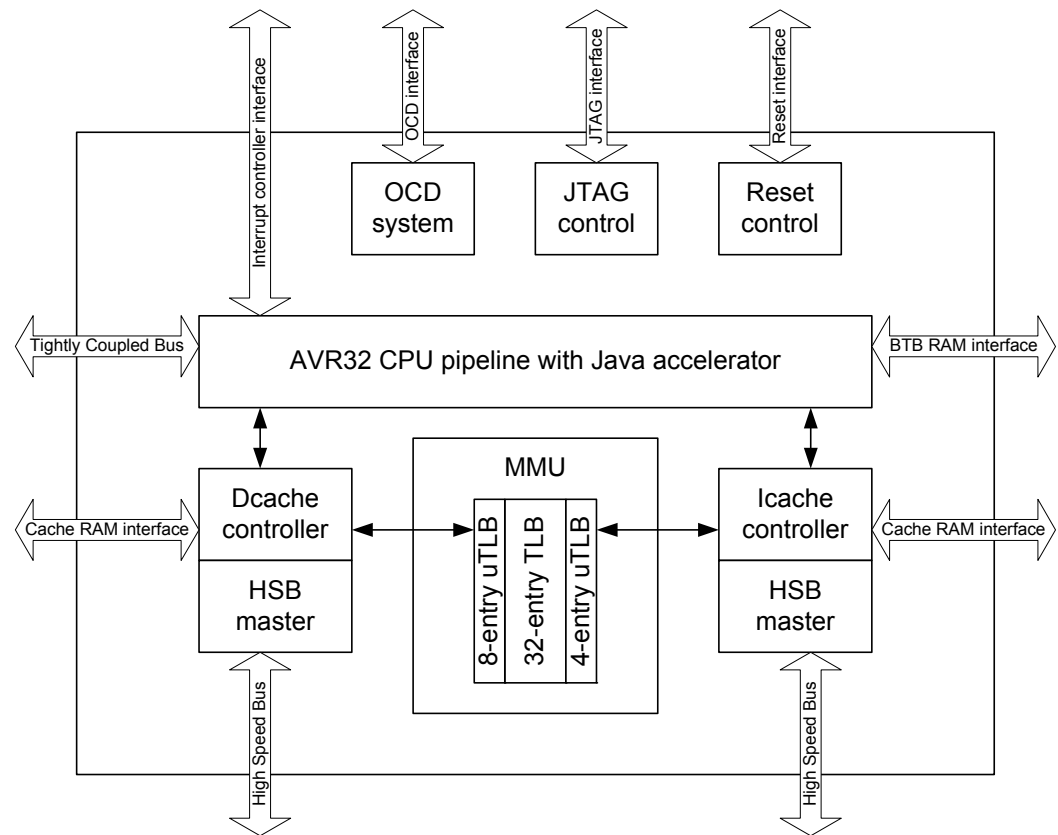 Interrupt controller interface
OCD interface
JTAG interface
Reset interface
OCD
system
JTAG
control
Reset
control
Tightly Coupled Bus
AVR32 CPU pipeline with Java accelerator
BTB RAM interface
MMU
Cache RAM interface
Dcache
controller
8-entry uTLB
32-entry TLB
4-entry uTLB
Icache
controller
Cache RAM interface
HSB
master
HSB
master
High Speed Bus
High Speed Bus